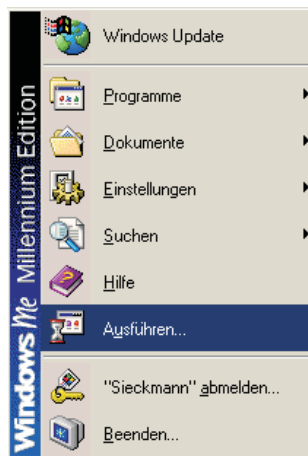 Windows Me Millennium Edition
Windows Update
Programme
Dokumente
Einstellungen
Suchen
Hilfe
Ausführen...
"Sieckmann" abmelden...
Beenden...